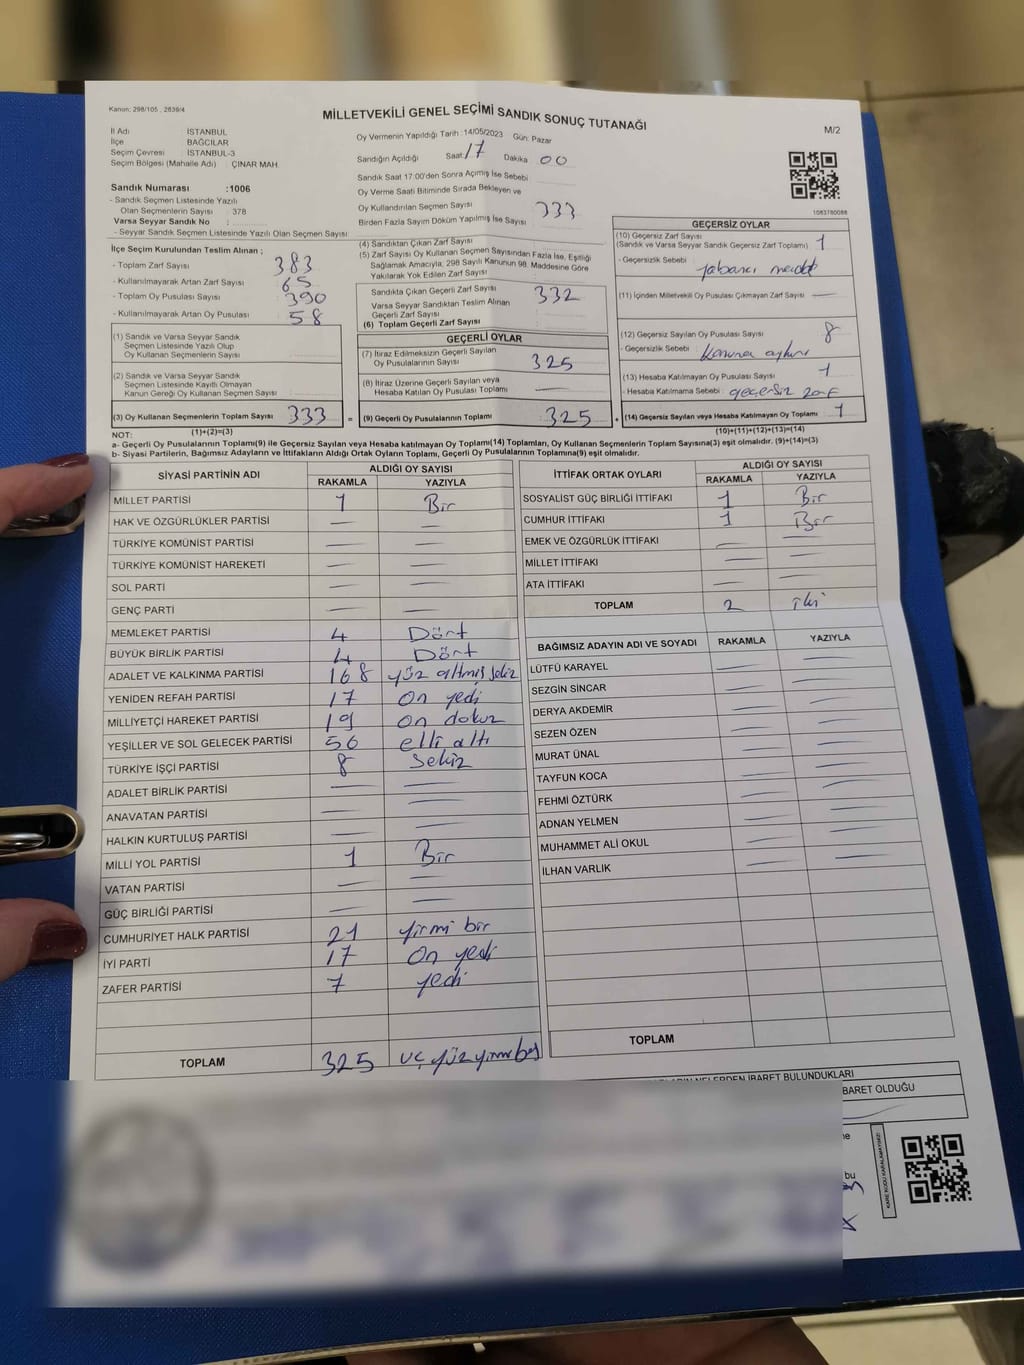 Kanun: 298/105 , 2839/4
MİLLETVEKİLİ GENEL SEÇİMİ SANDIK SONUÇ TUTANAĞI
M/2
İl Adı İSTANBUL
İlçe BAĞCILAR
Seçim Çevresi İSTANBUL-3
Seçim Bölgesi (Mahalle Adı) : ÇINAR MAH.
Sandık Numarası :1006
- Sandık Seçmen Listesinde Yazılı
Olan Seçmenlerin Sayısı : 378
Varsa Seyyar Sandık No :
- Seyyar Sandık Seçmen Listesinde Yazılı Olan Seçmen Sayısı:
Oy Vermenin Yapıldığı Tarih :14/05/2023 Gün: Pazar
Sandığın Açıldığı Saat: 17 Dakika 00
Sandık Saat 17:00'den Sonra Açılmış İse Sebebi
Oy Verme Saati Bitiminde Sırada Bekleyen ve
Oy Kullandırılan Seçmen Sayısı
333
Birden Fazla Sayım Döküm Yapılmış İse Sayısı
1083780088
İlçe Seçim Kurulundan Teslim Alınan ;
- Toplam Zarf Sayısı 383
- Kullanılmayarak Artan Zarf Sayısı : 65
- Toplam Oy Pusulası Sayısı : 390
- Kullanılmayarak Artan Oy Pusulası : 58
(4) Sandıktan Çıkan Zarf Sayısı
(5) Zarf Sayısı Oy Kullanan Seçmen Sayısından Fazla İse, Eşitliği
Sağlamak Amacıyla; 298 Sayılı Kanunun 98. Maddesine Göre
Yakılarak Yok Edilen Zarf Sayısı
Sandıkta Çıkan Geçerli Zarf Sayısı : 332
Varsa Seyyar Sandıktan Teslim Alınan
Geçerli Zarf Sayısı
(6) Toplam Geçerli Zarf Sayısı
GEÇERSİZ OYLAR
(10) Geçersiz Zarf Sayısı 1
(Sandık ve Varsa Seyyar Sandık Geçersiz Zarf Toplamı)
- Geçersizlik Sebebi : yabancı madde
(11) İçinden Milletvekili Oy Pusulası Çıkmayan Zarf Sayısı —
(12) Geçersiz Sayılan Oy Pusulası Sayısı 8
- Geçersizlik Sebebi : kanuna aykırı
(13) Hesaba Katılmayan Oy Pusulası Sayısı 1
- Hesaba Katılmama Sebebi : geçersiz zarf
(14) Geçersiz Sayılan veya Hesaba Katılmayan Oy Toplamı : 1
(10)+(11)+(12)+(13)=(14)
(1) Sandık ve Varsa Seyyar Sandık
Seçmen Listesinde Yazılı Olup
Oy Kullanan Seçmenlerin Sayısı
(2) Sandık ve Varsa Seyyar Sandık
Seçmen Listesinde Kayıtlı Olmayan
Kanun Gereği Oy Kullanan Seçmenlerin Sayısı
(3) Oy Kullanan Seçmenlerin Toplam Sayısı 333
(1)+(2)=(3)
GEÇERLİ OYLAR
(7) İtiraz Edilmeksizin Geçerli Sayılan
Oy Pusulalarının Sayısı : 325
(8) İtiraz Üzerine Geçerli Sayılan veya
Hesaba Katılan Oy Pusulası Toplamı —
= (9) Geçerli Oy Pusulalarının Toplamı : 325 +
NOT:
a- Geçerli Oy Pusulalarının Toplamı(9) ile Geçersiz Sayılan veya Hesaba katılmayan Oy Toplamı(14) Toplamları, Oy Kullanan Seçmenlerin Toplam Sayısına(3) eşit olmalıdır. (9)+(14)=(3)
b- Siyasi Partilerin, Bağımsız Adayların ve İttifakların Aldığı Ortak Oyların Toplamı, Geçerli Oy Pusulalarının Toplamına(9) eşit olmalıdır.
SİYASİ PARTİNİN ADI ALDIĞI OY SAYISI
RAKAMLA YAZIYLA
MİLLET PARTİSİ 1 Bir
HAK VE ÖZGÜRLÜKLER PARTİSİ — —
TÜRKİYE KOMÜNİST PARTİSİ — —
TÜRKİYE KOMÜNİST HAREKETİ — —
SOL PARTİ — —
GENÇ PARTİ — —
MEMLEKET PARTİSİ 4 Dört
BÜYÜK BİRLİK PARTİSİ 4 Dört
ADALET VE KALKINMA PARTİSİ 168 yüz altmış sekiz
YENİDEN REFAH PARTİSİ 17 on yedi
MİLLİYETÇİ HAREKET PARTİSİ 19 on dokuz
YEŞİLLER VE SOL GELECEK PARTİSİ 56 elli altı
TÜRKİYE İŞÇİ PARTİSİ 8 sekiz
ADALET BİRLİK PARTİSİ — —
ANAVATAN PARTİSİ — —
HALKIN KURTULUŞ PARTİSİ — —
MİLLİ YOL PARTİSİ 1 Bir
VATAN PARTİSİ — —
GÜÇ BİRLİĞİ PARTİSİ — —
CUMHURİYET HALK PARTİSİ 21 yirmi bir
İYİ PARTİ 17 On yedi
ZAFER PARTİSİ 7 yedi
TOPLAM 325 üç yüz yirmi beş
İTTİFAK ORTAK OYLARI ALDIĞI OY SAYISI
RAKAMLA YAZIYLA
SOSYALİST GÜÇ BİRLİĞİ İTTİFAKI 1 Bir
CUMHUR İTTİFAKI 1 Bir
EMEK VE ÖZGÜRLÜK İTTİFAKI — —
MİLLET İTTİFAKI — —
ATA İTTİFAKI — —
TOPLAM 2 iki
BAĞIMSIZ ADAYIN ADI VE SOYADI RAKAMLA YAZIYLA
LÜTFÜ KARAYEL — —
SEZGİN SİNCAR — —
DERYA AKDEMİR — —
SEZEN ÖZEN — —
MURAT ÜNAL — —
TAYFUN KOCA — —
FEHMİ ÖZTÜRK — —
ADNAN YELMEN — —
MUHAMMET ALİ OKUL — —
İLHAN VARLIK — —
TOPLAM
NELERDEN İBARET BULUNDUKLARI
BARET OLDUĞU
bu
KARE KODU KARALAMAYINIZ!